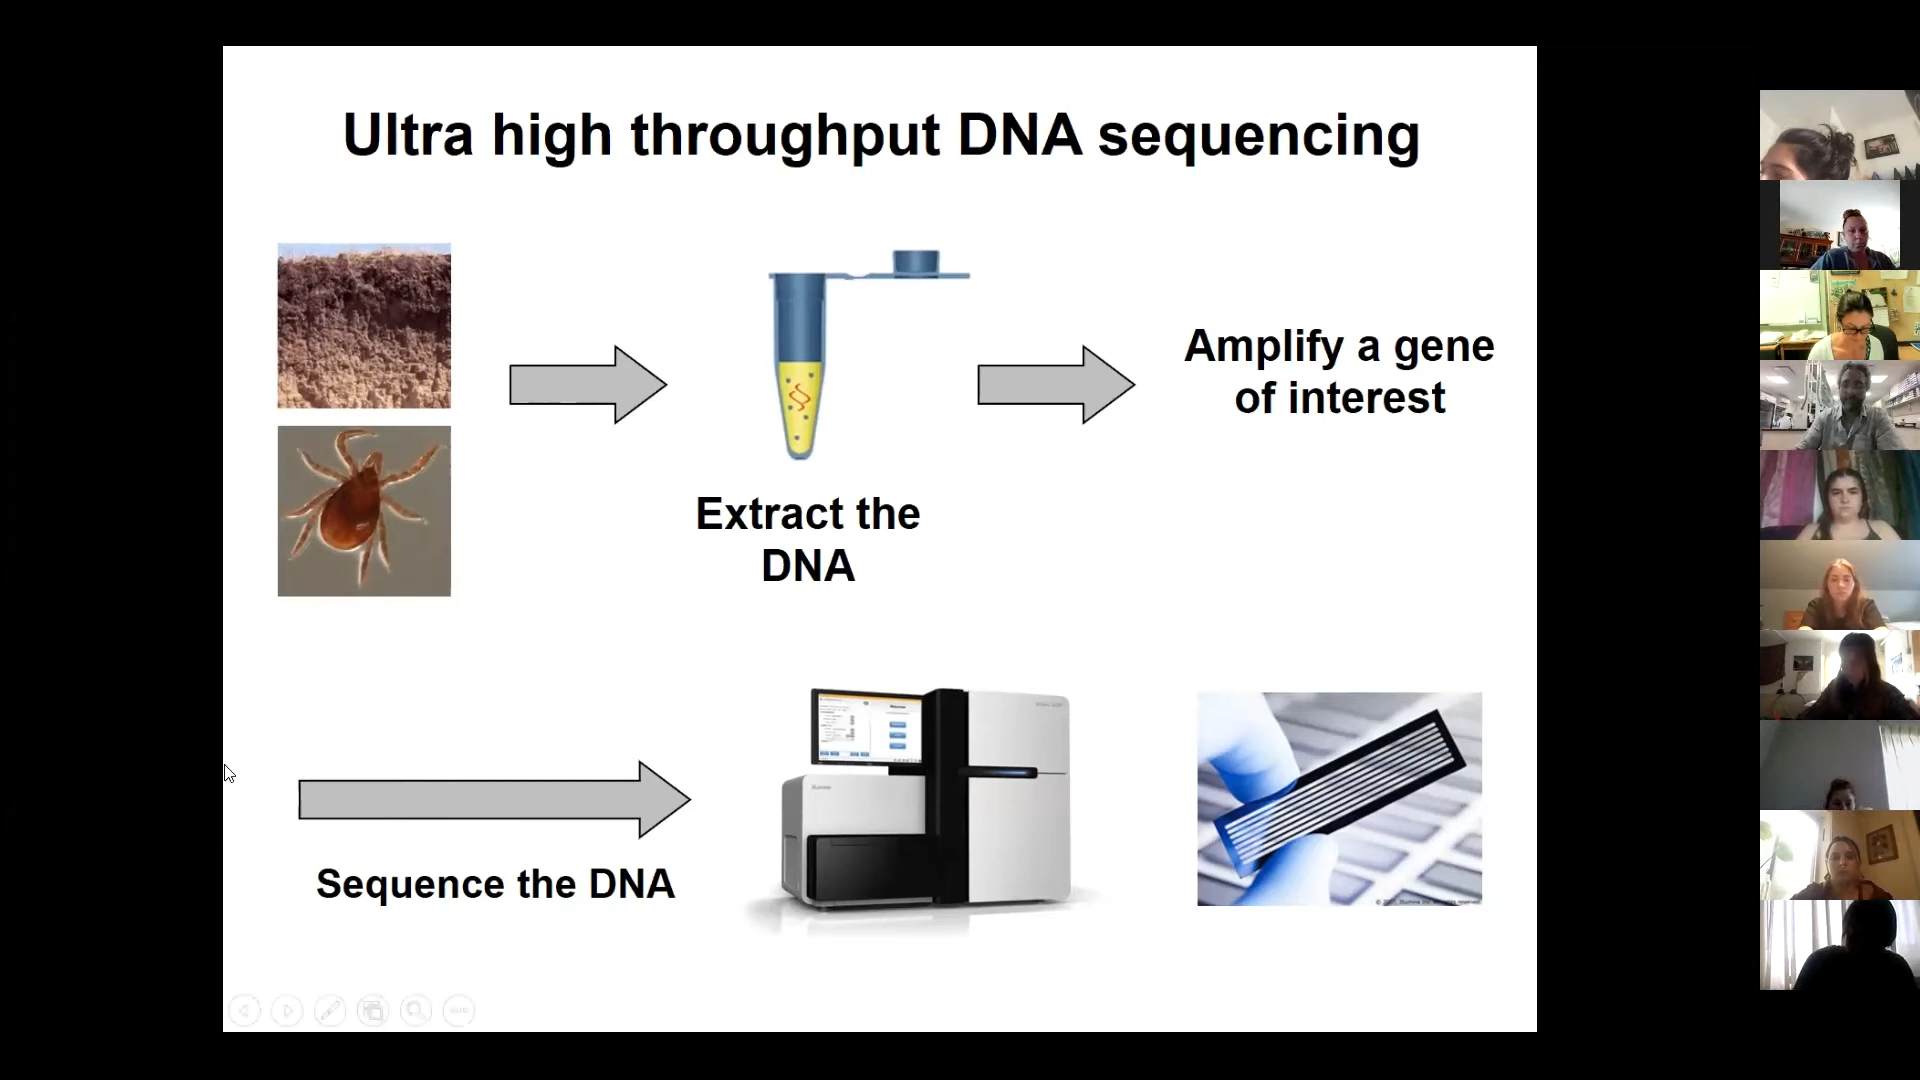 Ultra high throughput DNA sequencing
Amplify a gene
of interest
Extract the
DNA
Sequence the DNA